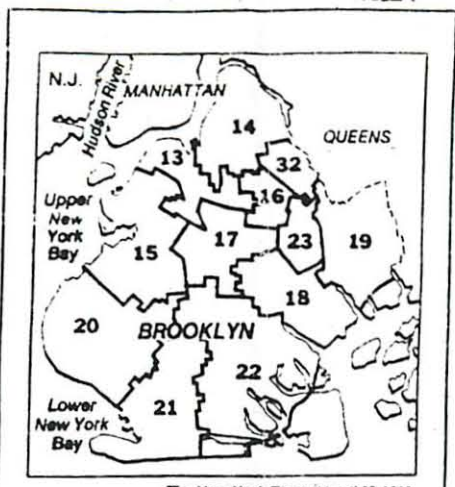 N.J.
Hudson River
MANHATTAN
14
QUEENS
13
32
16
Upper
New
York
Bay
15
17
23
19
18
20
BROOKLYN
22
21
Lower
New York
Bay